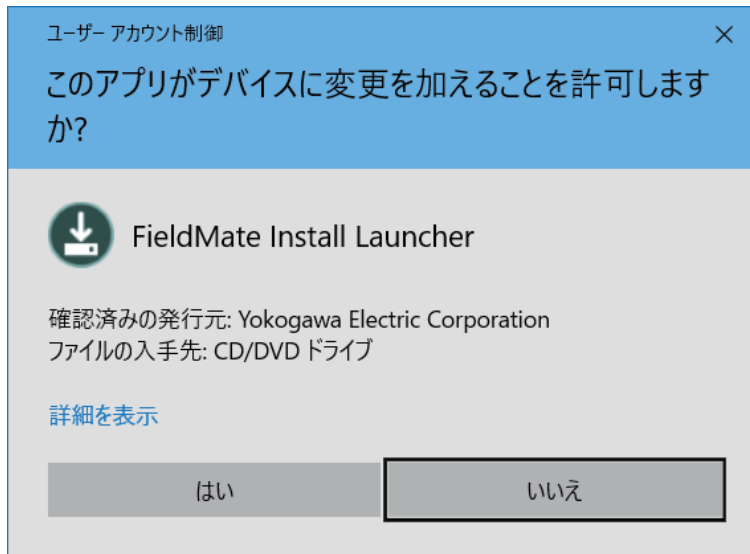 ユーザー アカウント制御
このアプリがデバイスに変更を加えることを許可します
か?
FieldMate Install Launcher
確認済みの発行元: Yokogawa Electric Corporation
ファイルの入手先: CD/DVD ドライブ
詳細を表示
はい
いいえ